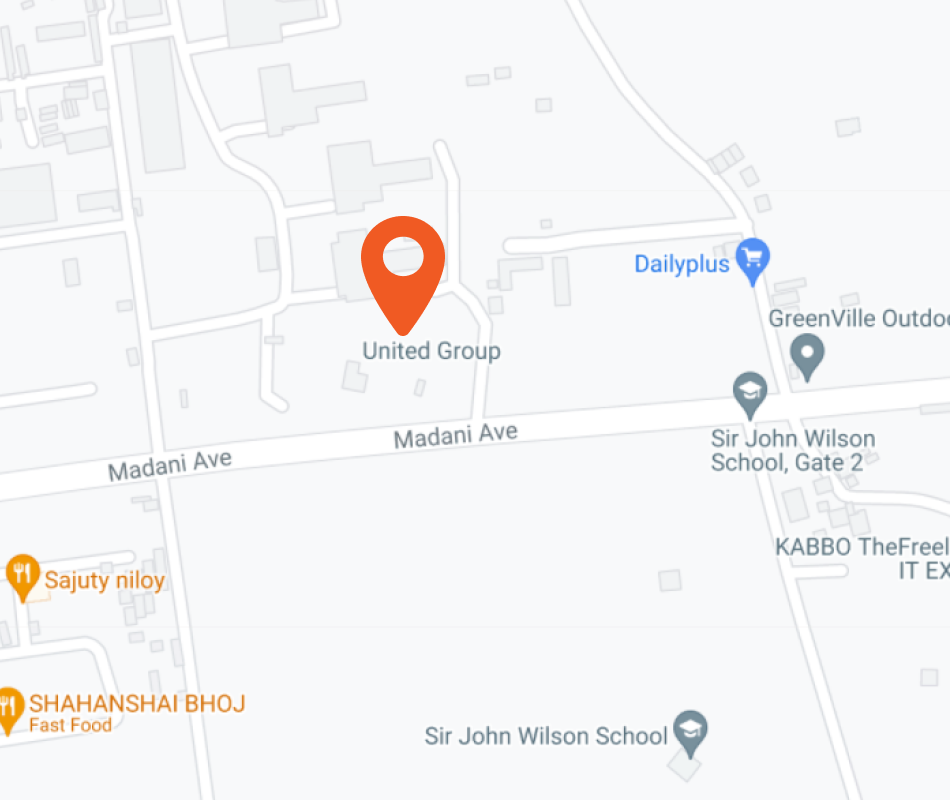 Dailyplus
GreenVille Outdoo
United Group
Madani Ave
Sir John Wilson
School, Gate 2
Madani Ave
KABBO TheFreel
IT EX
Sajuty niloy
SHAHANSHAI BHOJ
Fast Food
Sir John Wilson School